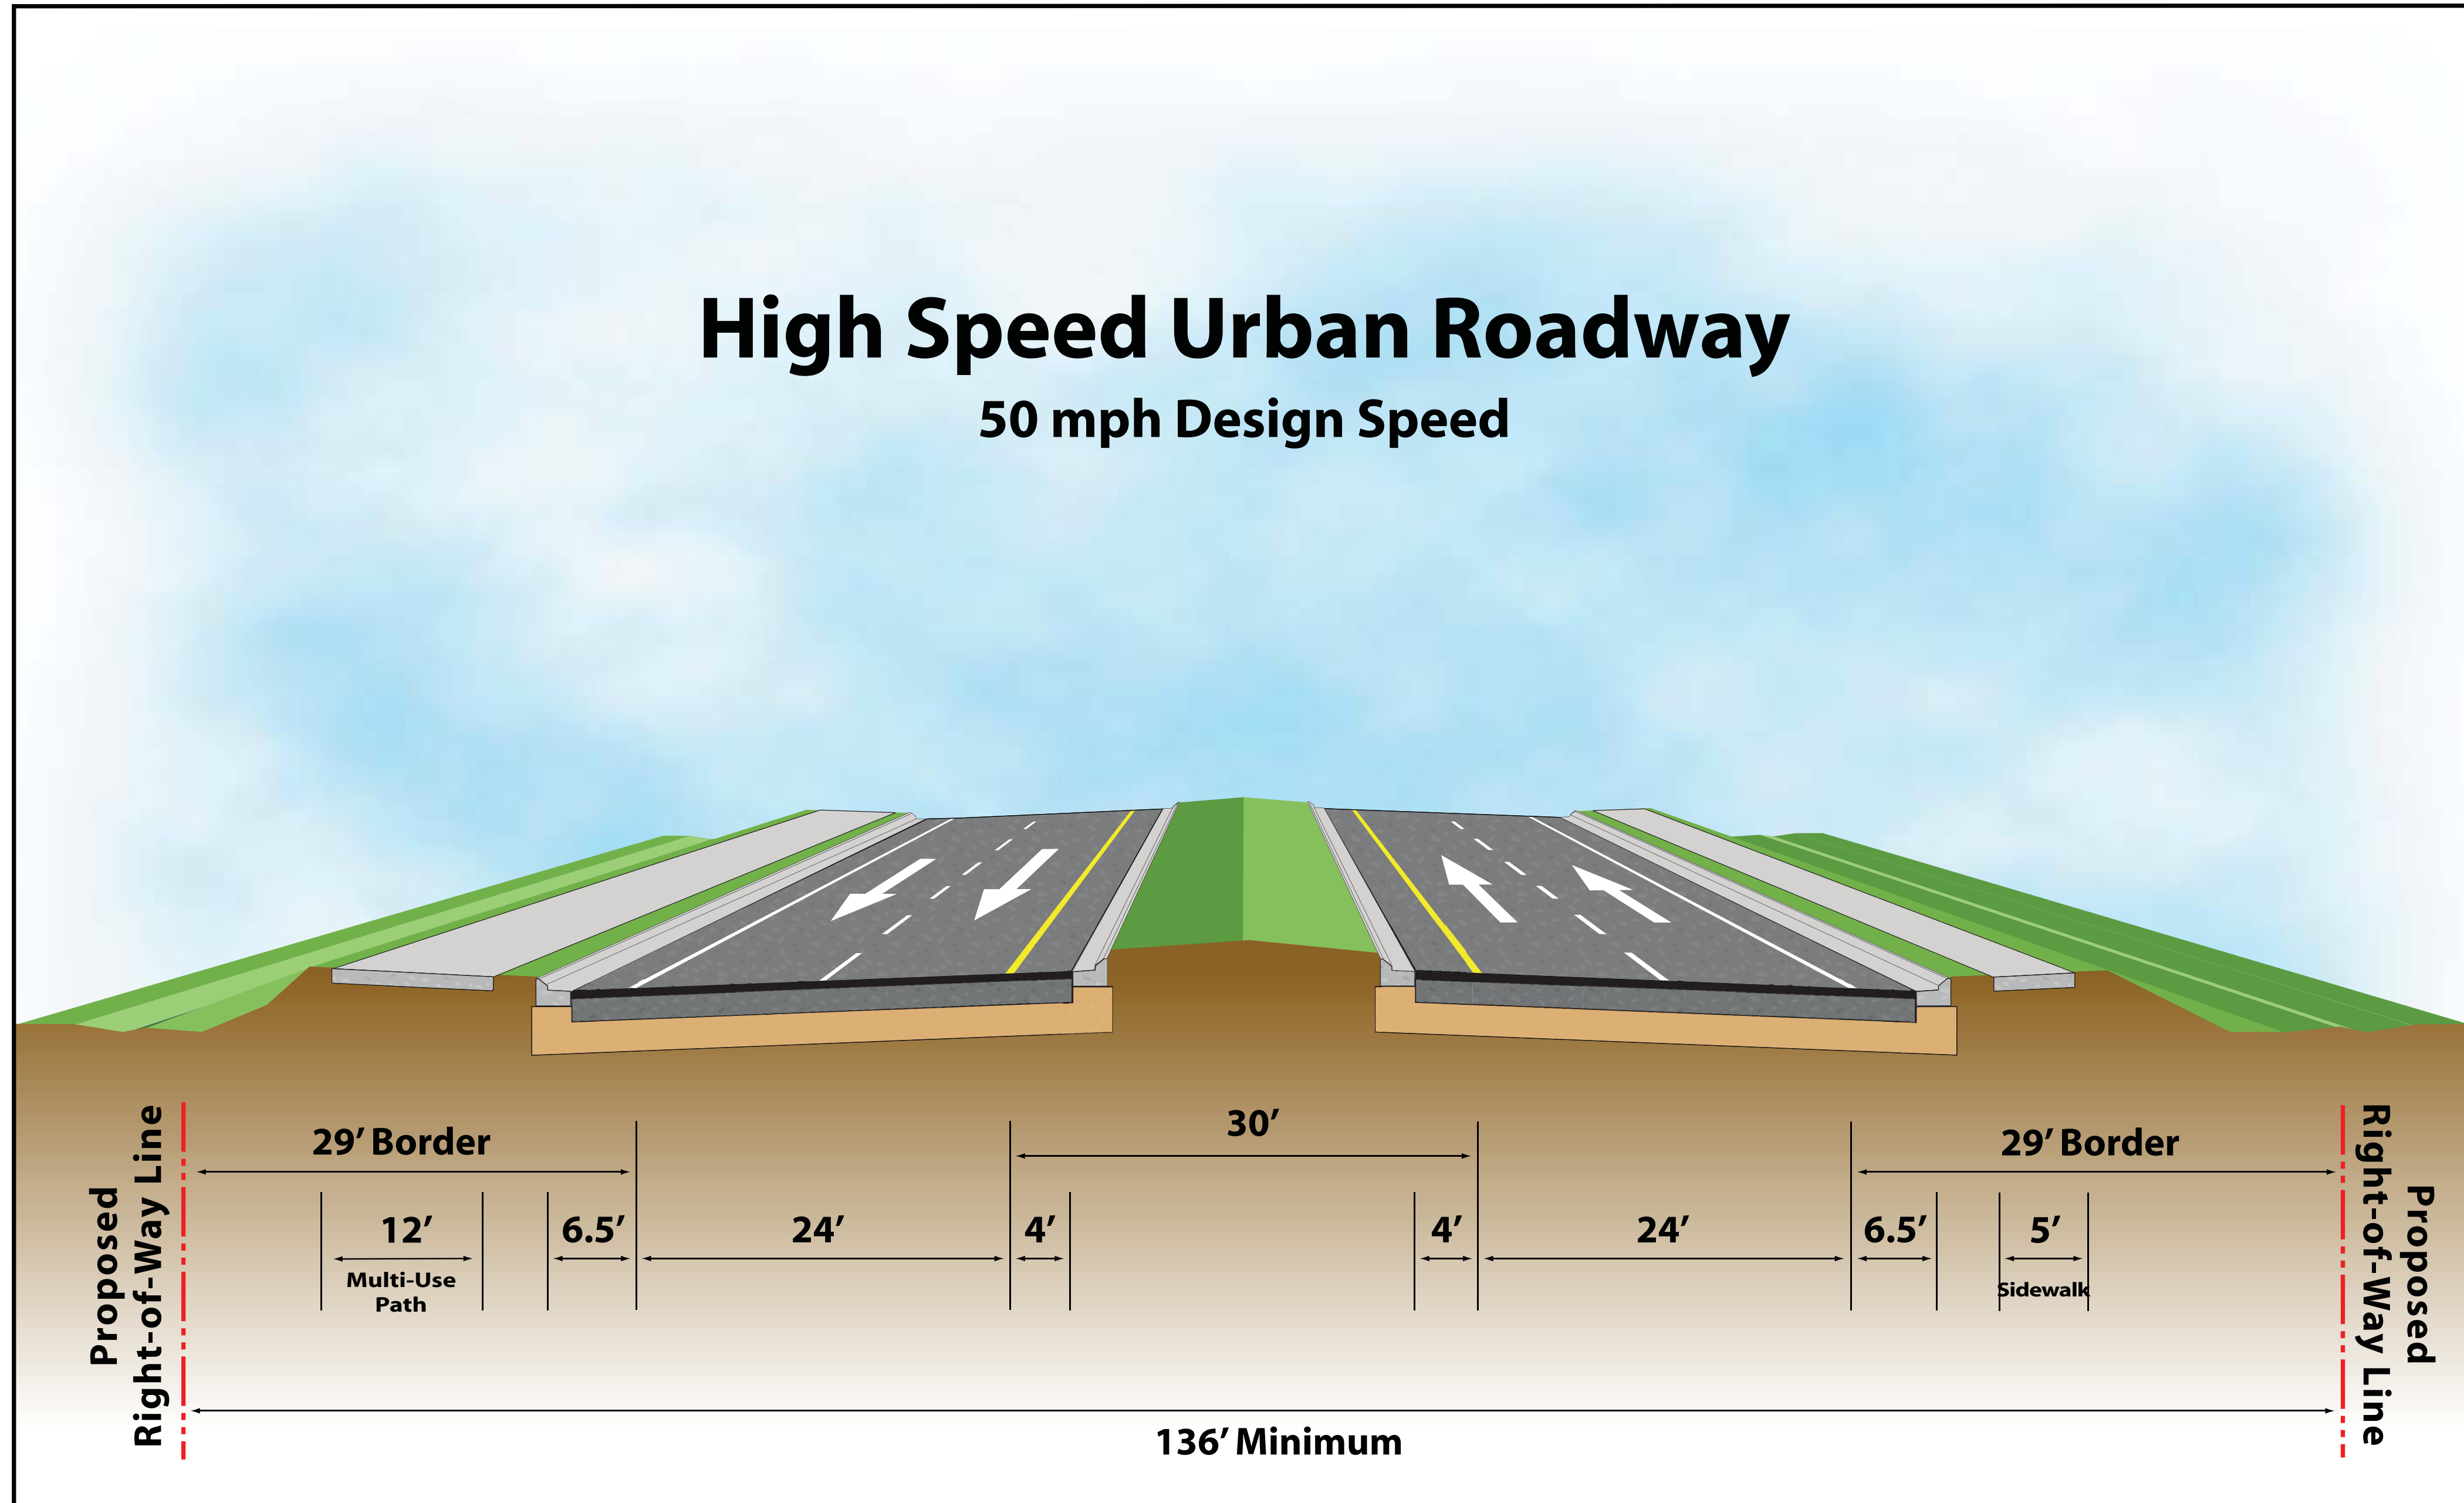 High Speed Urban Roadway
50 mph Design Speed
Proposed
Right-of-Way Line
29′ Border
30′
29′ Border
12′
6.5′
24′
4′
4′
24′
6.5′
5′
Multi-Use
Path
Sidewalk
Proposed
Right-of-Way Line
136′ Minimum